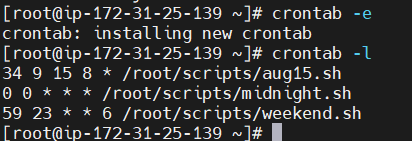 [root@ip-172-31-25-139 ~]# crontab -e
crontab: installing new crontab
[root@ip-172-31-25-139 ~]# crontab -l
34 9 15 8 * /root/scripts/aug15.sh
0 0 * * * /root/scripts/midnight.sh
59 23 * * 6 /root/scripts/weekend.sh
[root@ip-172-31-25-139 ~]#